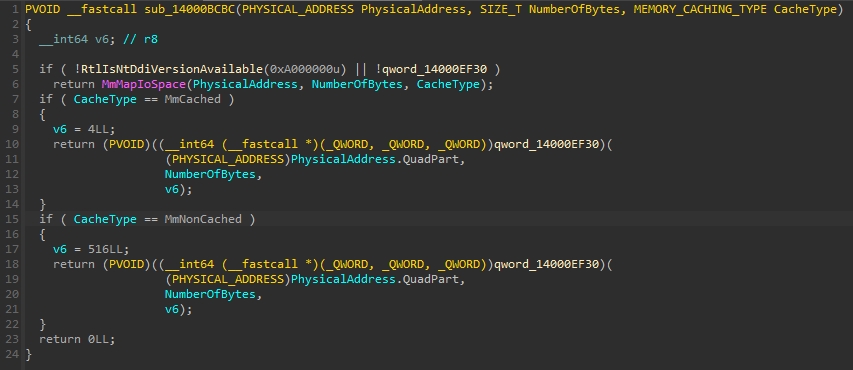 1 PVOID __fastcall sub_14000BCBC(PHYSICAL_ADDRESS PhysicalAddress, SIZE_T NumberOfBytes, MEMORY_CACHING_TYPE CacheType)
2 {
3   __int64 v6; // r8
4
5   if ( !RtlIsNtDdiVersionAvailable(0xA000000u) || !qword_14000EF30 )
6     return MmMapIoSpace(PhysicalAddress, NumberOfBytes, CacheType);
7   if ( CacheType == MmCached )
8   {
9     v6 = 4LL;
10     return (PVOID)((__int64 (__fastcall *)(_QWORD, _QWORD, _QWORD))qword_14000EF30)(
11                     (PHYSICAL_ADDRESS)PhysicalAddress.QuadPart,
12                     NumberOfBytes,
13                     v6);
14   }
15   if ( CacheType == MmNonCached )
16   {
17     v6 = 516LL;
18     return (PVOID)((__int64 (__fastcall *)(_QWORD, _QWORD, _QWORD))qword_14000EF30)(
19                     (PHYSICAL_ADDRESS)PhysicalAddress.QuadPart,
20                     NumberOfBytes,
21                     v6);
22   }
23   return 0LL;
24 }